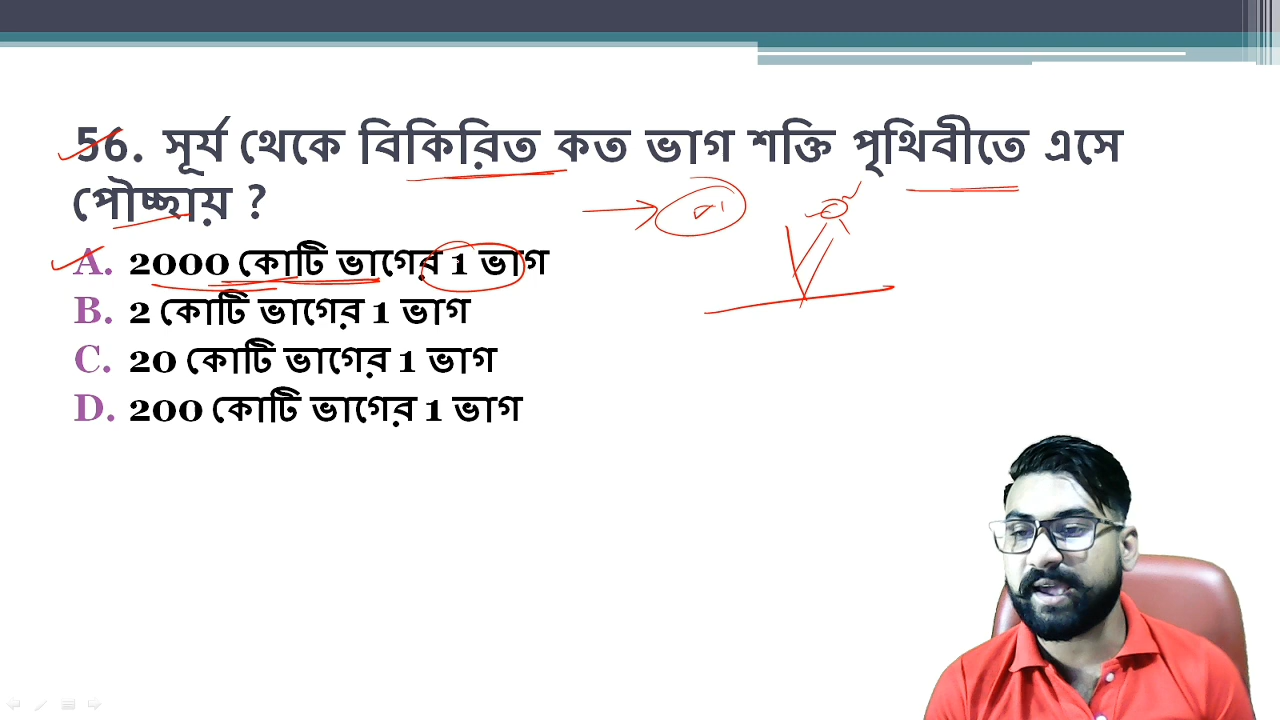 56. সূর্য থেকে বিকিরিত কত ভাগ শক্তি পৃথিবীতে এসে
পৌচ্ছায় ?
A. 2000 কোটি ভাগের 1 ভাগ
B. 2 কোটি ভাগের 1 ভাগ
C. 20 কোটি ভাগের 1 ভাগ
D. 200 কোটি ভাগের 1 ভাগ